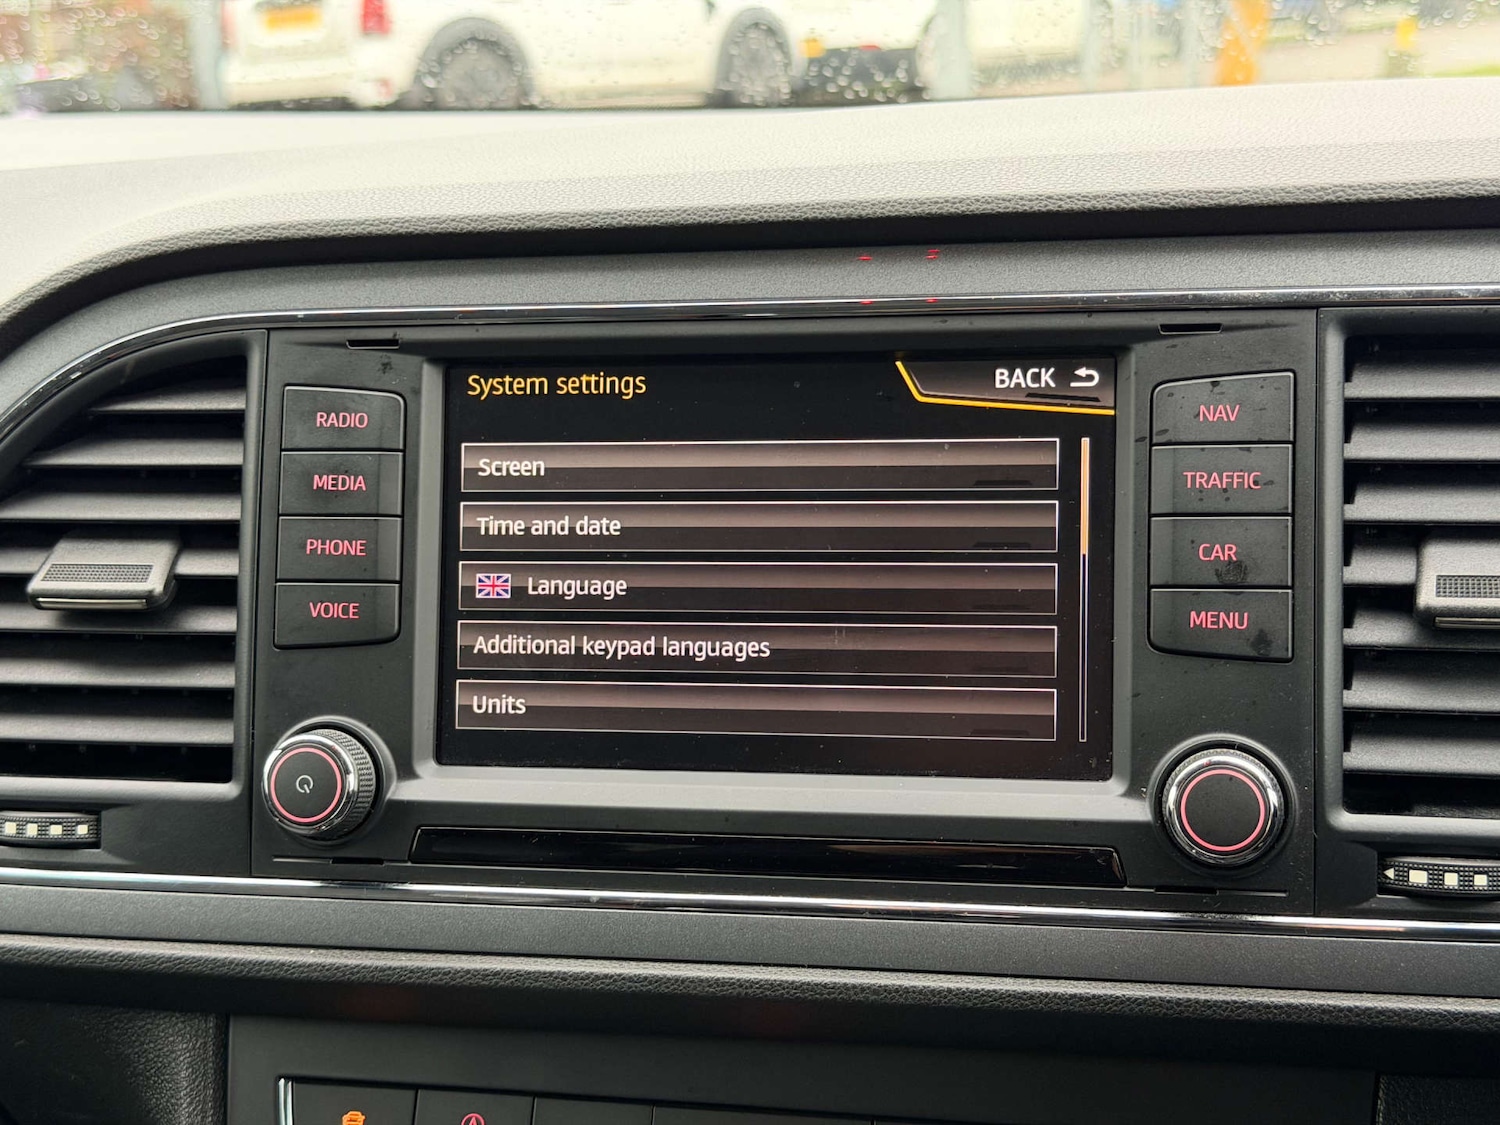 System settings
BACK
Screen
Time and date
Language
Additional keypad languages
Units
RADIO
MEDIA
PHONE
VOICE
NAV
TRAFFIC
CAR
MENU